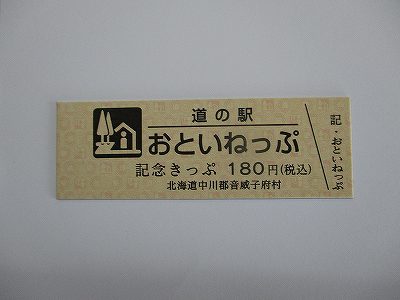 道の駅
おといねっぷ
記念きっぷ 180円(税込)
北海道中川郡音威子府村
記・おといねっぷ